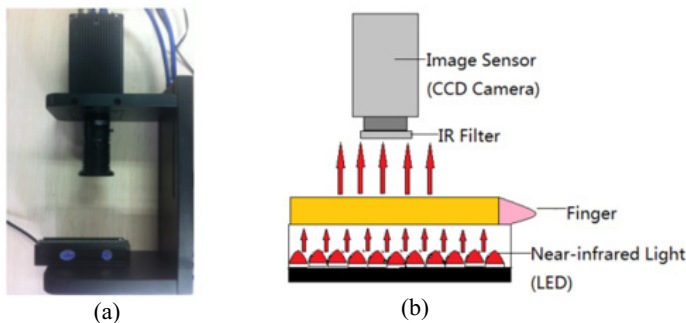 Image Sensor
(CCD Camera)
IR Filter
Finger
Near-infrared Light
(LED)
(a)
(b)